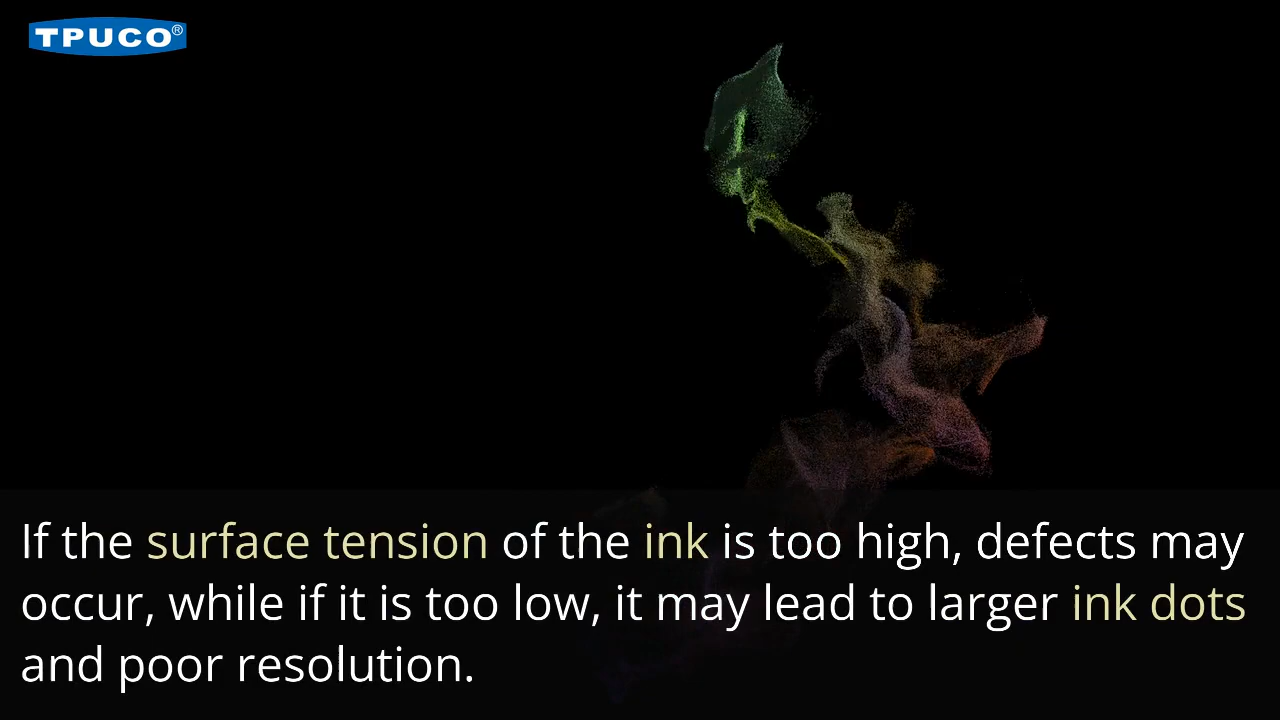 TPUCO®
If the surface tension of the ink is too high, defects may
occur, while if it is too low, it may lead to larger ink dots
and poor resolution.